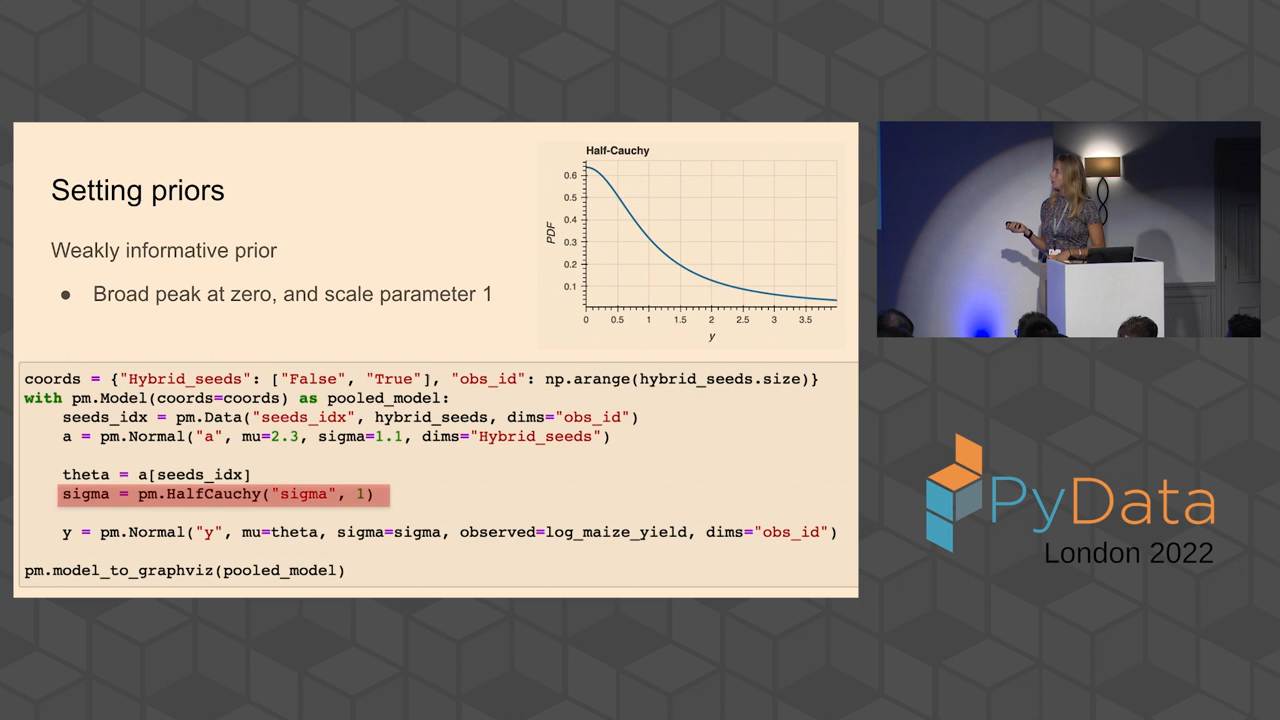 Setting priors
Weakly informative prior
● Broad peak at zero, and scale parameter 1
Half-Cauchy
PDF
0.6
0.5
0.4
0.3
0.2
0.1
0 0.5 1 1.5 2 2.5 3 3.5
y
coords = {"Hybrid_seeds": ["False", "True"], "obs_id": np.arange(hybrid_seeds.size)}
with pm.Model(coords=coords) as pooled_model:
    seeds_idx = pm.Data("seeds_idx", hybrid_seeds, dims="obs_id")
    a = pm.Normal("a", mu=2.3, sigma=1.1, dims="Hybrid_seeds")
    theta = a[seeds_idx]
    sigma = pm.HalfCauchy("sigma", 1)
    y = pm.Normal("y", mu=theta, sigma=sigma, observed=log_maize_yield, dims="obs_id")
pm.model_to_graphviz(pooled_model)
PyData
London 2022